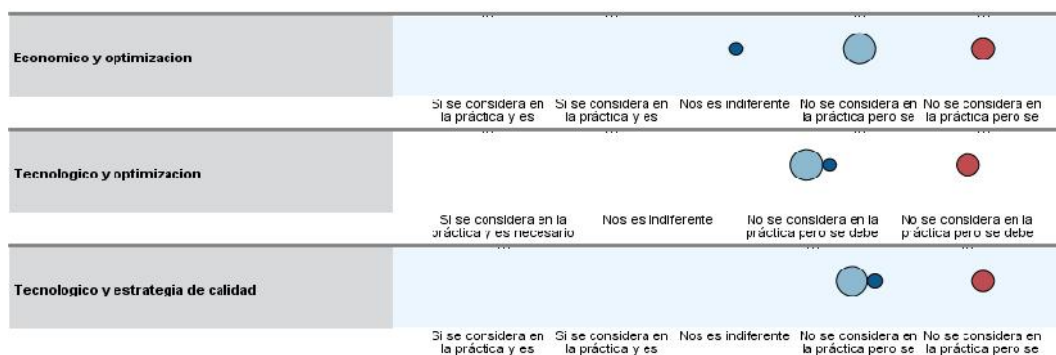 Economico y optimizacion
Si se considera en Si se considera en Nos es indiferente No se considera en No se considera en
la práctica y es la práctica y es la práctica pero se la práctica pero se
Tecnologico y optimizacion
Si se considera en la Nos es indiferente No se considera en la No se considera en la
práctica y es necesario práctica pero se debe práctica pero se debe
Tecnologico y estrategia de calidad
Si se considera en Si se considera en Nos es indiferente No se considera en No se considera en
la práctica y es la práctica y es la práctica pero se la práctica pero se